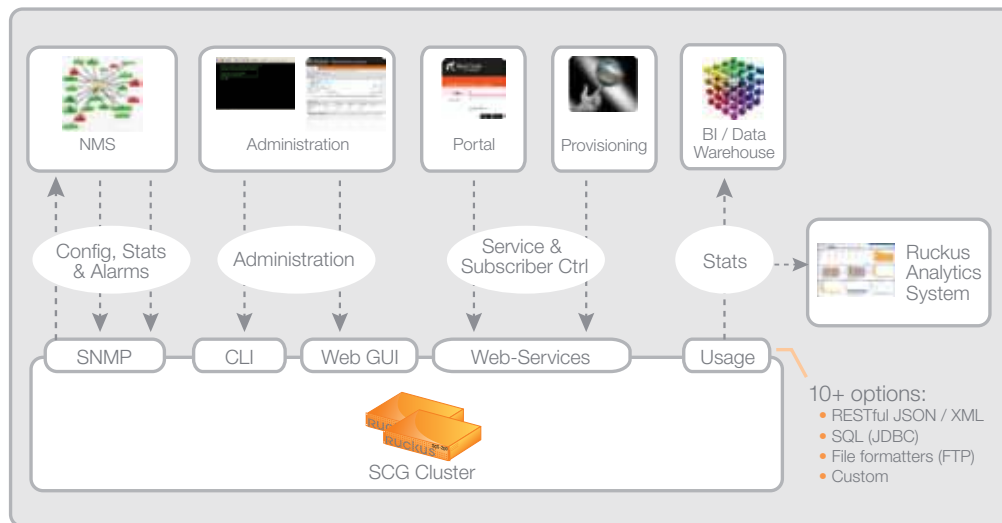 NMS
Administration
Portal
Provisioning
BI / Data
Warehouse
Config, Stats
& Alarms
Administration
Service &
Subscriber Ctrl
Stats
Ruckus
Analytics
System
SNMP
CLI
Web GUI
Web-Services
Usage
RUCKUS
RUCKUS
SCG Cluster
10+ options:
• RESTful JSON / XML
• SQL (JDBC)
• File formatters (FTP)
• Custom